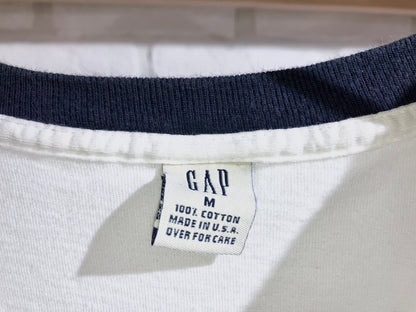 GAP
M
100% COTTON
MADE IN U.S.A.
OVER FOR CARE